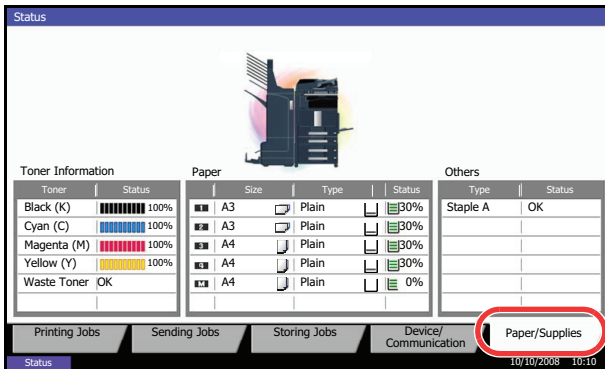 Status
Toner Information
Toner Status
Black (K) 100%
Cyan (C) 100%
Magenta (M) 100%
Yellow (Y) 100%
Waste Toner OK
Paper
Size Type Status
1 A3 Plain 30%
2 A3 Plain 30%
3 A4 Plain 30%
4 A4 Plain 30%
M A4 Plain 0%
Others
Type Status
Staple A OK
Printing Jobs
Sending Jobs
Storing Jobs
Device/
Communication
Paper/Supplies
Status 10/10/2008 10:10